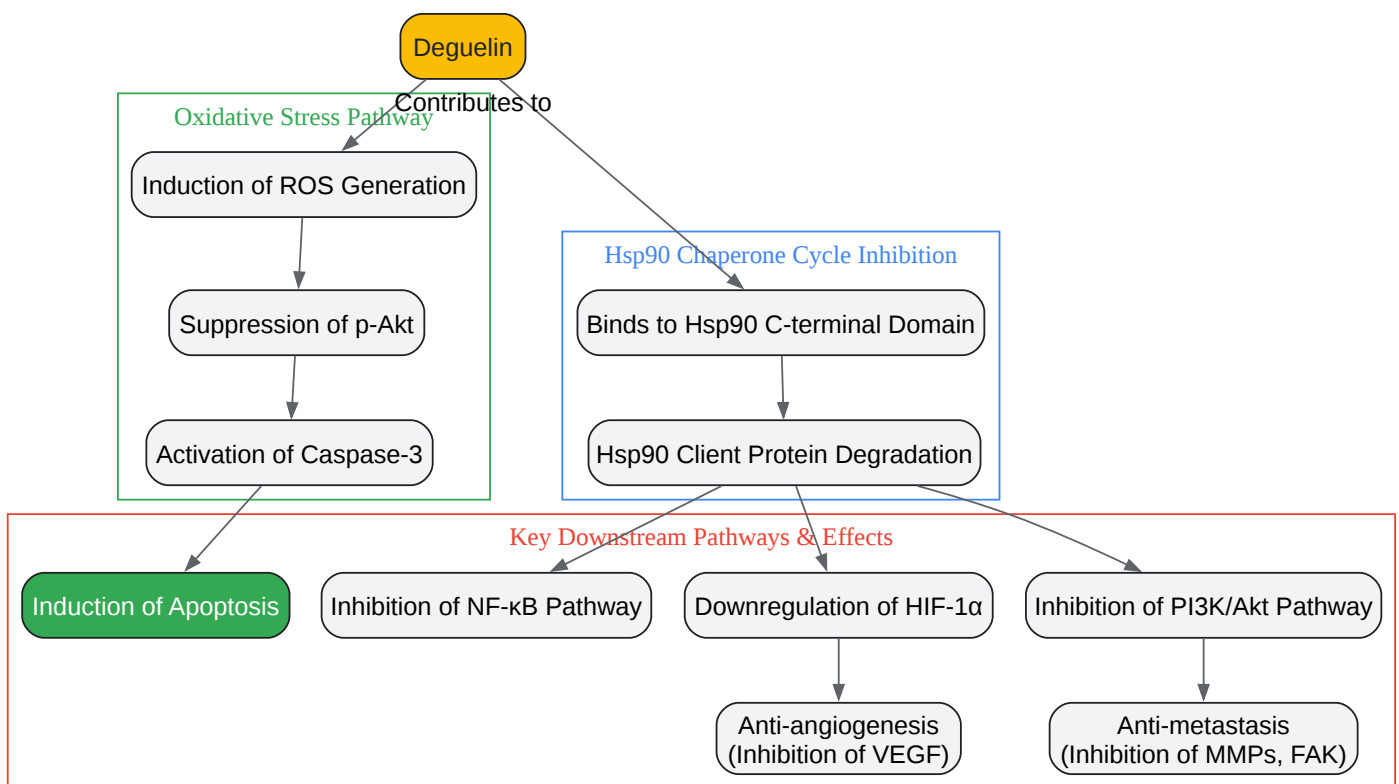 Deguelin
Contributes to
Oxidative Stress Pathway
Induction of ROS Generation
Suppression of p-Akt
Activation of Caspase-3
Hsp90 Chaperone Cycle Inhibition
Binds to Hsp90 C-terminal Domain
Hsp90 Client Protein Degradation
Key Downstream Pathways & Effects
Induction of Apoptosis
Inhibition of NF-κB Pathway
Downregulation of HIF-1α
Inhibition of PI3K/Akt Pathway
Anti-angiogenesis
(Inhibition of VEGF)
Anti-metastasis
(Inhibition of MMPs, FAK)